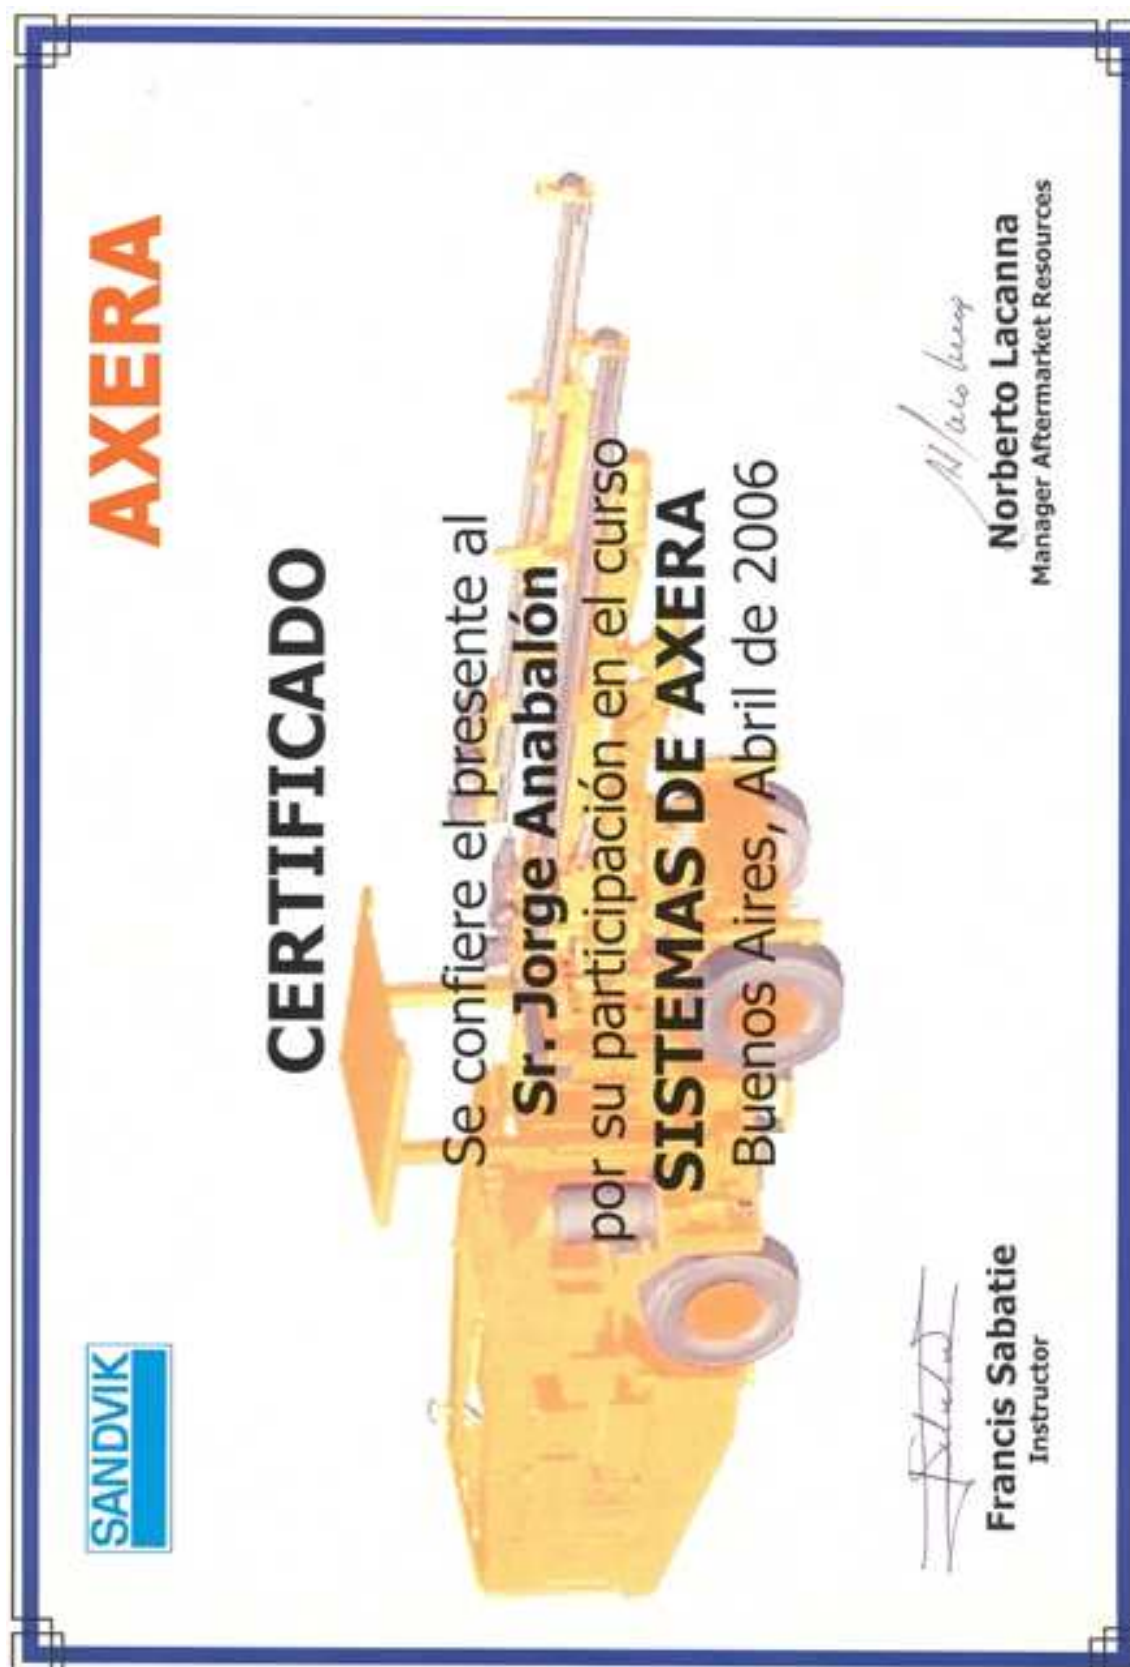 SANDVIK
AXERA
CERTIFICADO
Se confiere el presente al
Sr. Jorge Anabalón
por su participación en el curso
SISTEMAS DE AXERA
Buenos Aires, Abril de 2006
Francis Sabatie
Instructor
Norberto Lacanna
Manager Aftermarket Resources